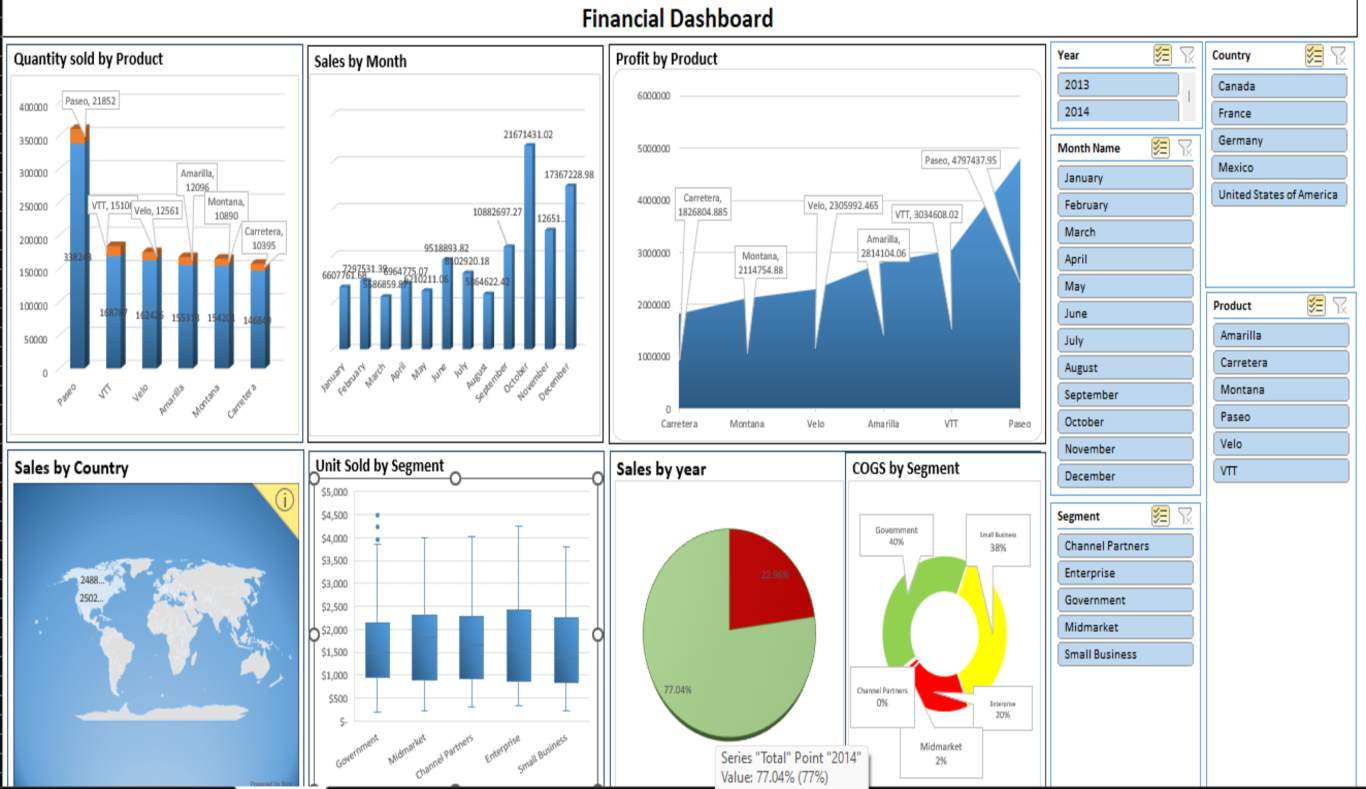 Financial Dashboard
Quantity sold by Product
400000
350000
300000
250000
200000
150000
100000
50000
0
Paseo, 21852
VTT, 1510
Velo, 12561
Amarilla,
12096
Montana,
10890
Carretera,
10395
162425
146849
Paseo
VTT
Velo
Amarilla
Montana
Carretera
Sales by Month
21671431.02
17367228.98
10882697.27
12651...
9518893.82
8102920.18
6607761.68
7297531.39
5586859.87
6964775.07
6210211.06
5864622.42
January
February
March
April
May
June
July
August
September
October
November
December
Profit by Product
6000000
5000000
4000000
3000000
2000000
1000000
0
Carretera,
1826804.885
Montana,
2114754.88
Velo, 2305992.465
Amarilla,
2814104.06
VTT, 3034608.02
Paseo, 4797437.95
Carretera
Montana
Velo
Amarilla
VTT
Paseo
Year
2013
2014
Month Name
January
February
March
April
May
June
July
August
September
October
November
December
Segment
Channel Partners
Enterprise
Government
Midmarket
Small Business
Country
Canada
France
Germany
Mexico
United States of America
Product
Amarilla
Carretera
Montana
Paseo
Velo
VTT
Sales by Country
2488...
2502...
Unit Sold by Segment
$5,000
$4,500
$4,000
$3,500
$3,000
$2,500
$2,000
$1,500
$1,000
$500
$-
Government
Midmarket
Channel Partners
Enterprise
Small Business
Sales by year
22.96%
77.04%
Series "Total" Point "2014"
Value: 77.04% (77%)
COGS by Segment
Government
40%
Small Business
38%
Channel Partners
0%
Enterprise
20%
Midmarket
2%